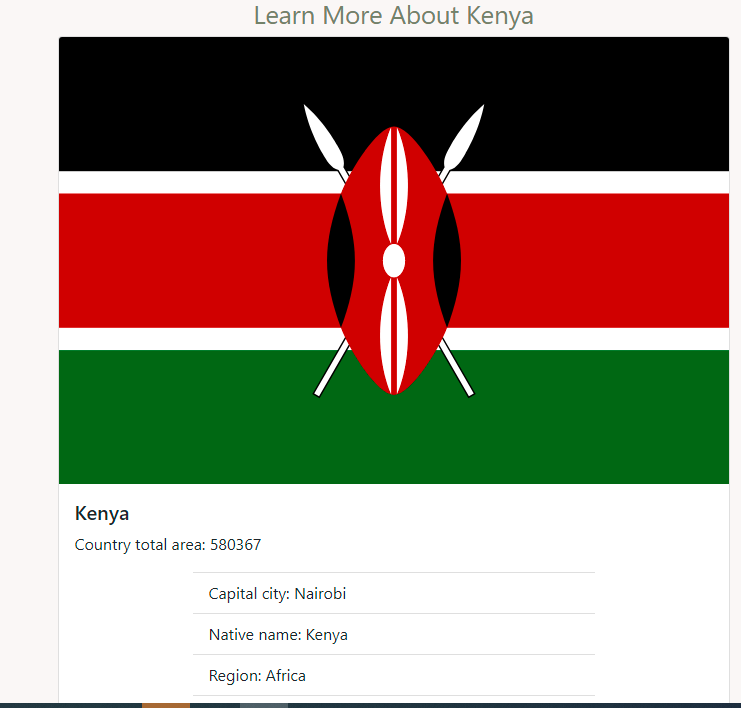 Learn More About Kenya
Kenya
Country total area: 580367
Capital city: Nairobi
Native name: Kenya
Region: Africa